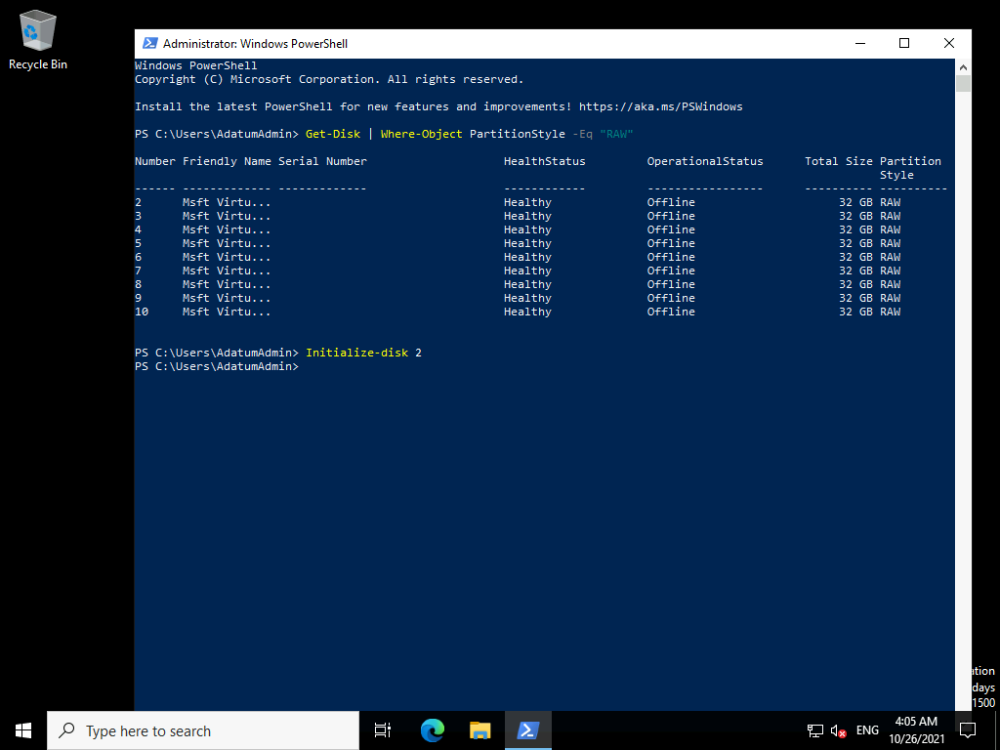 Recycle Bin
Administrator: Windows PowerShell
Windows PowerShell
Copyright (C) Microsoft Corporation. All rights reserved.
Install the latest PowerShell for new features and improvements! https://aka.ms/PSWindows
PS C:\Users\AdatumAdmin> Get-Disk | Where-Object PartitionStyle -Eq "RAW"
Number Friendly Name Serial Number HealthStatus OperationalStatus Total Size Partition
Style
------ ------------- ------------- ------------ ----------------- ---------- ----------
2 Msft Virtu... Healthy Offline 32 GB RAW
3 Msft Virtu... Healthy Offline 32 GB RAW
4 Msft Virtu... Healthy Offline 32 GB RAW
5 Msft Virtu... Healthy Offline 32 GB RAW
6 Msft Virtu... Healthy Offline 32 GB RAW
7 Msft Virtu... Healthy Offline 32 GB RAW
8 Msft Virtu... Healthy Offline 32 GB RAW
9 Msft Virtu... Healthy Offline 32 GB RAW
10 Msft Virtu... Healthy Offline 32 GB RAW
PS C:\Users\AdatumAdmin> Initialize-disk 2
PS C:\Users\AdatumAdmin>
ation
days
1500
Type here to search
ENG
4:05 AM
10/26/2021